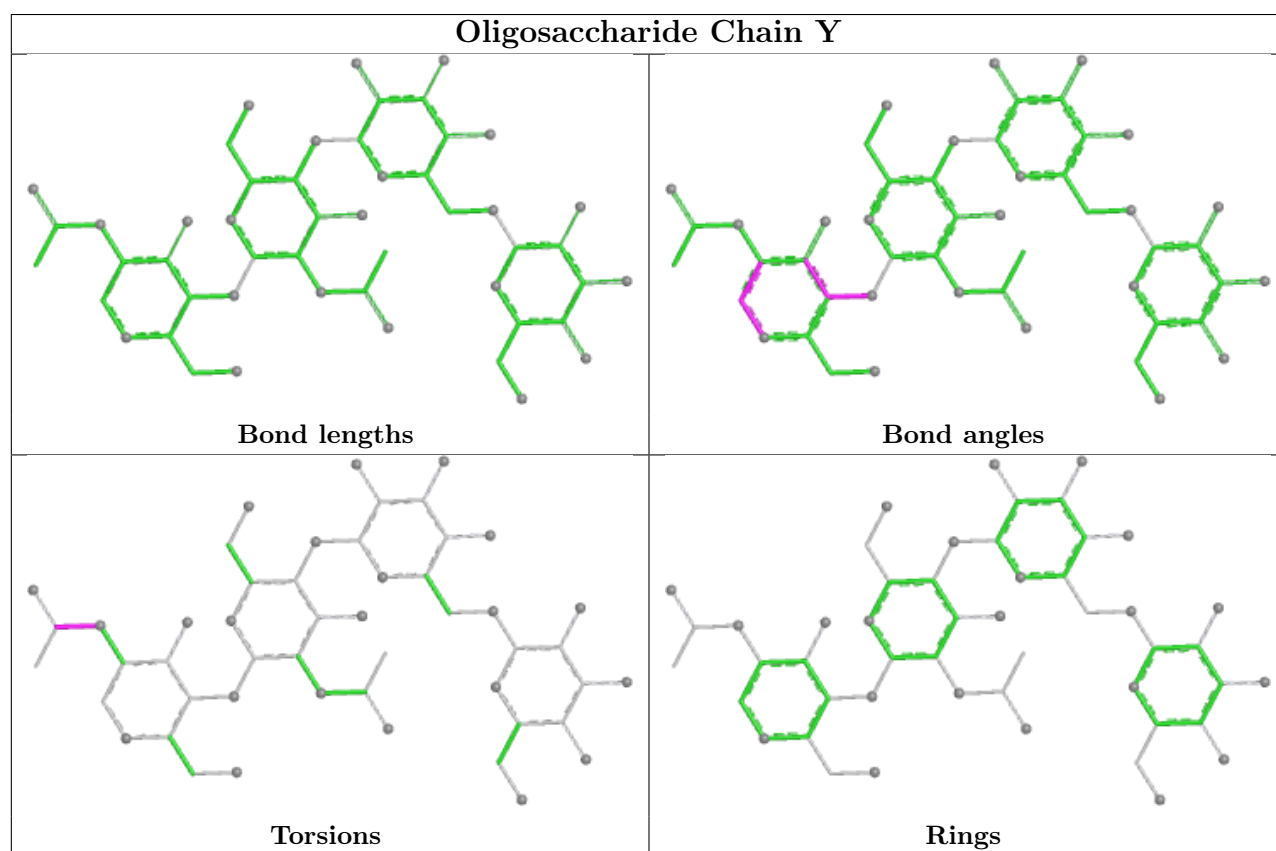 Oligosaccharide Chain Y
Bond lengths
Bond angles
Torsions
Rings